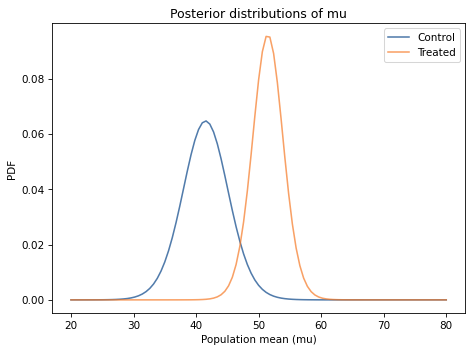 Posterior distributions of mu
Control
Treated
PDF
0.08
0.06
0.04
0.02
0.00
20 30 40 50 60 70 80
Population mean (mu)